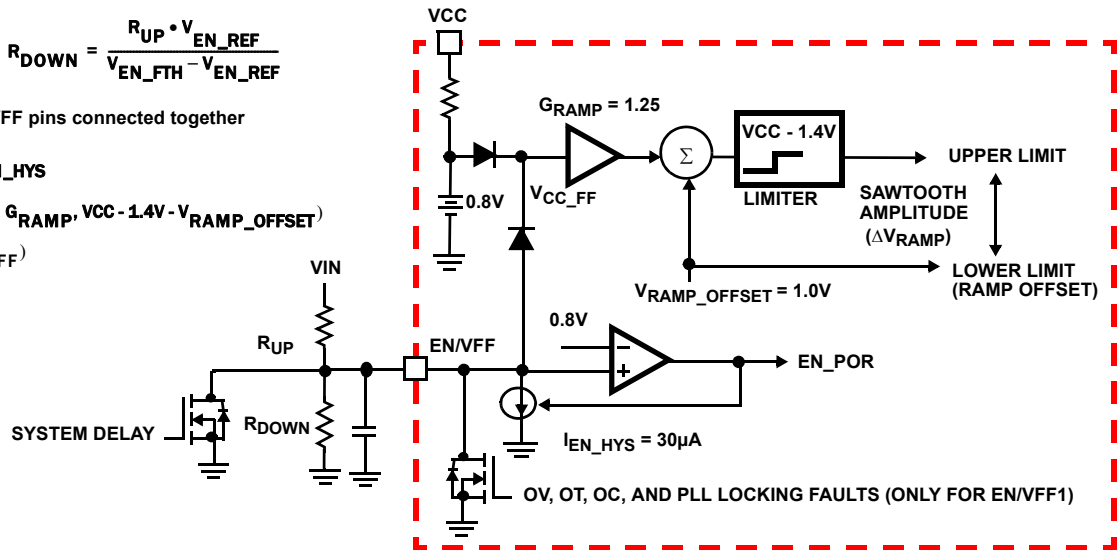 R_DOWN = R_UP • V_EN_REF / V_EN_FTH – V_EN_REF
FF pins connected together
_HYS
G_RAMP, VCC - 1.4V - V_RAMP_OFFSET)
FF)
VCC
G_RAMP = 1.25
Σ
VCC - 1.4V
LIMITER
UPPER LIMIT
SAWTOOTH
AMPLITUDE
(ΔV_RAMP)
LOWER LIMIT
(RAMP OFFSET)
0.8V
V_CC_FF
V_RAMP_OFFSET = 1.0V
VIN
R_UP
EN/VFF
0.8V
–
+
EN_POR
SYSTEM DELAY
R_DOWN
I_EN_HYS = 30µA
OV, OT, OC, AND PLL LOCKING FAULTS (ONLY FOR EN/VFF1)